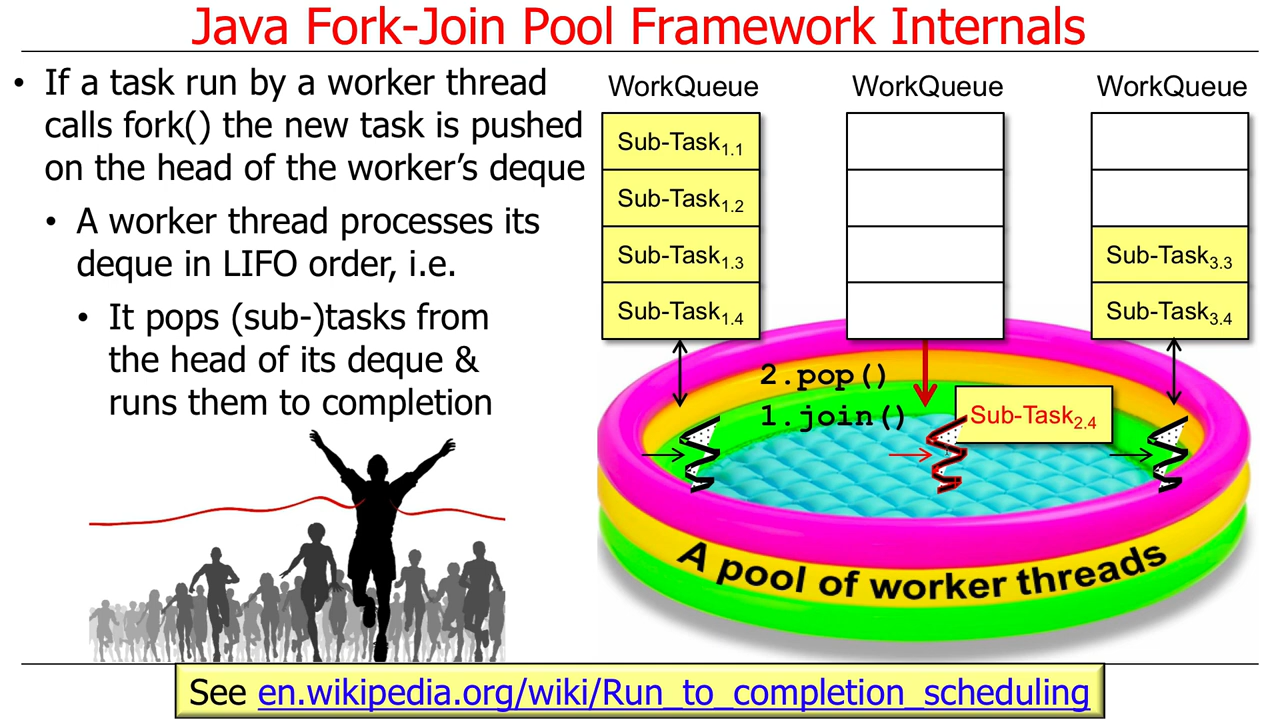 Java Fork-Join Pool Framework Internals
• If a task run by a worker thread
calls fork() the new task is pushed
on the head of the worker’s deque
• A worker thread processes its
deque in LIFO order, i.e.
• It pops (sub-)tasks from
the head of its deque &
runs them to completion
WorkQueue
Sub-Task1.1
Sub-Task1.2
Sub-Task1.3
Sub-Task1.4
WorkQueue
WorkQueue
Sub-Task3.3
Sub-Task3.4
2.pop()
1.join()
Sub-Task2.4
A pool of worker threads
See en.wikipedia.org/wiki/Run_to_completion_scheduling